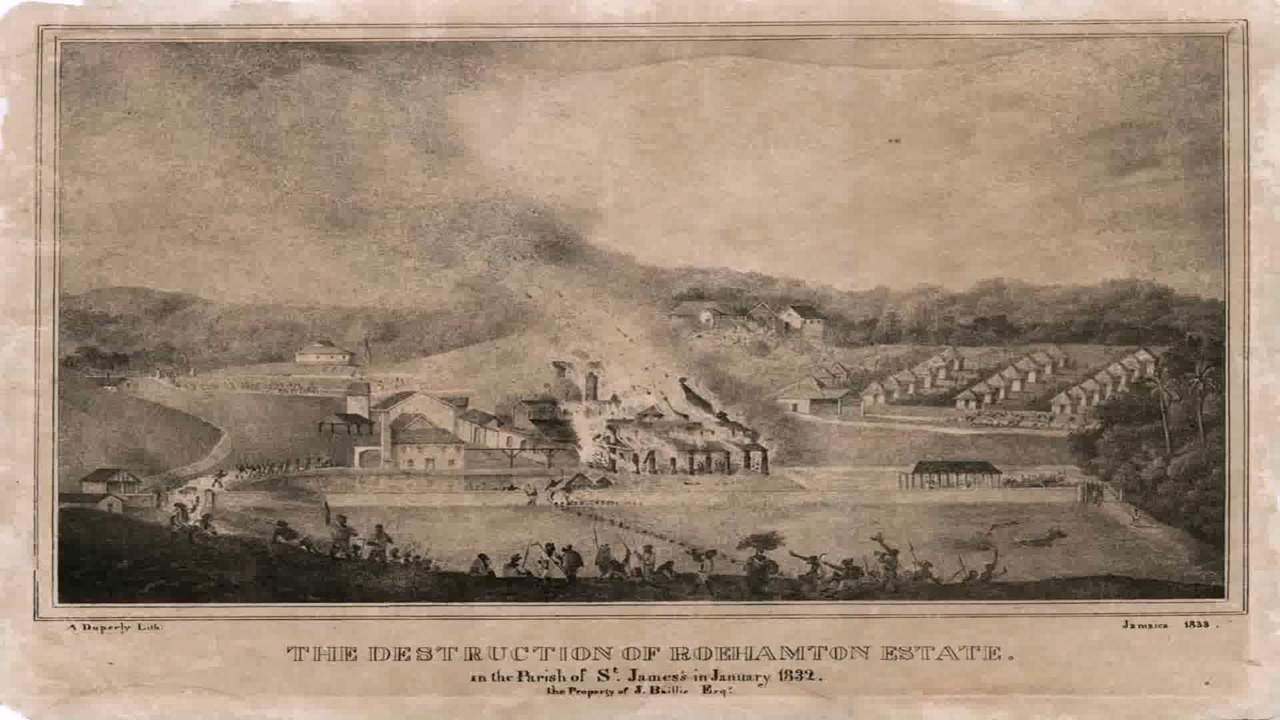 A Duperly Lith.
Jamaica 1833.
THE DESTRUCTION OF ROEHAMTON ESTATE.
in the Parish of St. James's in January 1832.
the Property of J. Baillie Esqr.